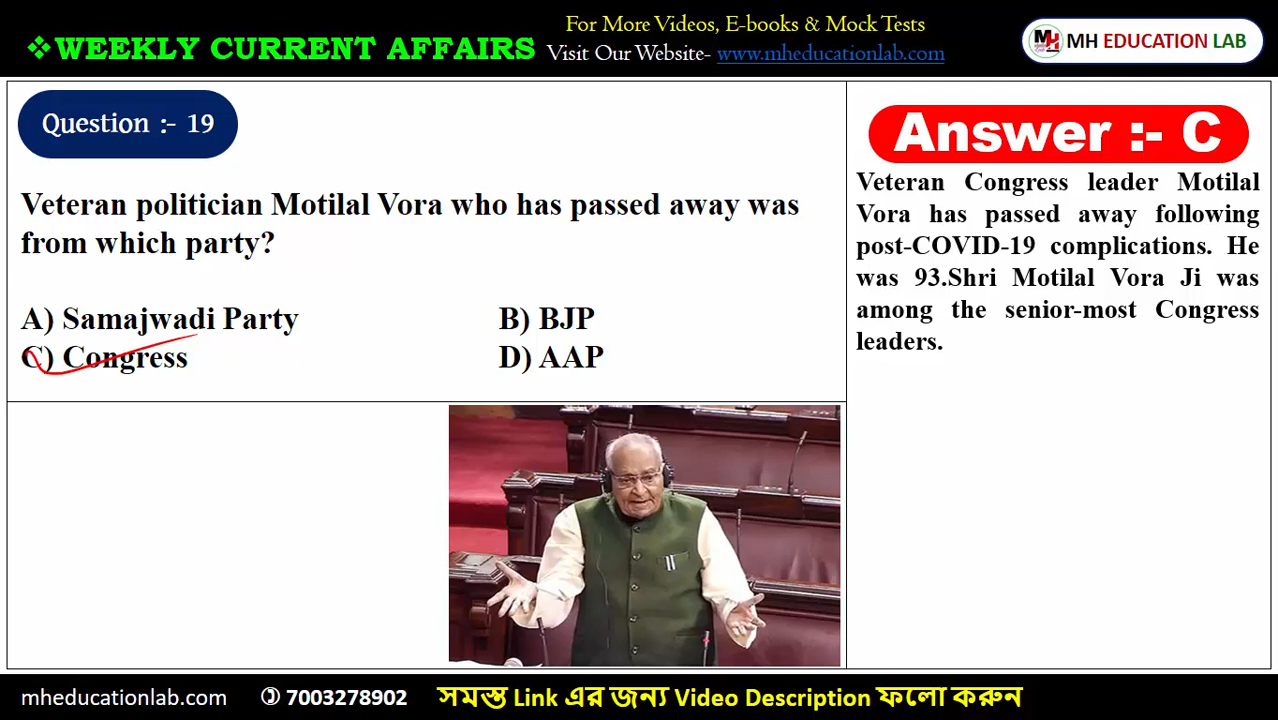 ❖WEEKLY CURRENT AFFAIRS
For More Videos, E-books & Mock Tests
Visit Our Website- www.mheducationlab.com
MH EDUCATION LAB
Question :- 19
Veteran politician Motilal Vora who has passed away was
from which party?
A) Samajwadi Party
B) BJP
C) Congress
D) AAP
Answer :- C
Veteran Congress leader Motilal
Vora has passed away following
post-COVID-19 complications. He
was 93.Shri Motilal Vora Ji was
among the senior-most Congress
leaders.
mheducationlab.com
7003278902
সমস্ত Link এর জন্য Video Description ফলো করুন